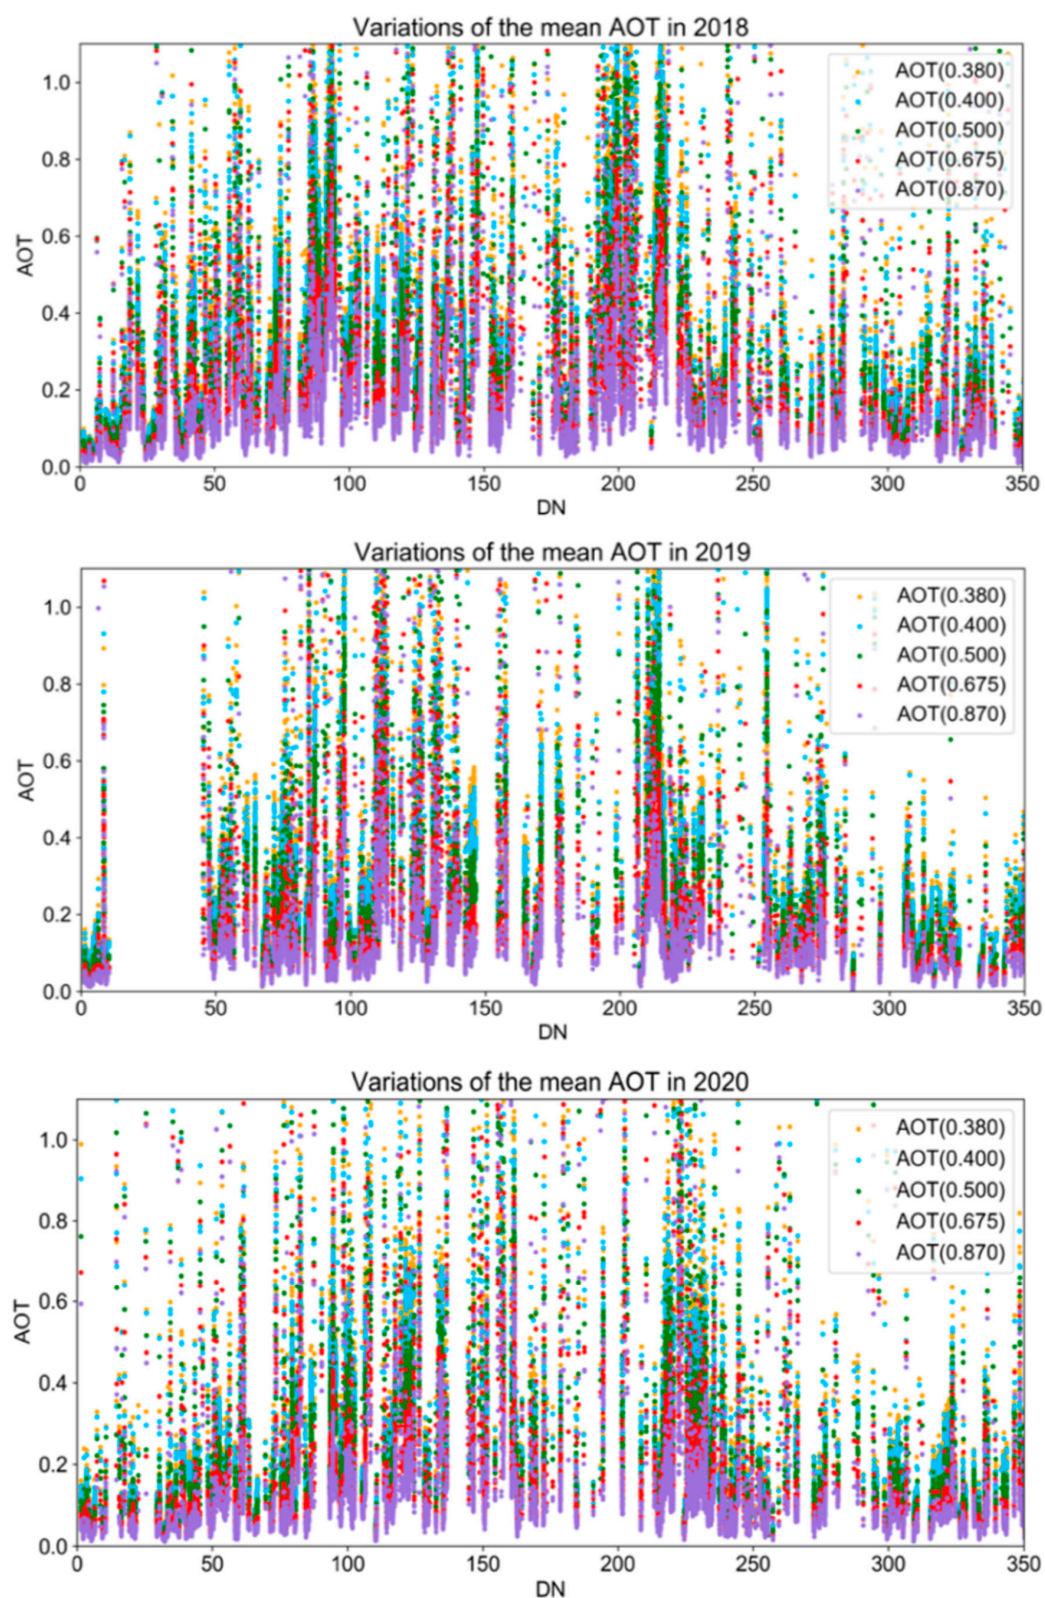 Variations of the mean AOT in 2018
1.0
0.8
0.6
0.4
0.2
0.0
AOT
AOT(0.380)
AOT(0.400)
AOT(0.500)
AOT(0.675)
AOT(0.870)
0 50 100 150 200 250 300 350
DN
Variations of the mean AOT in 2019
1.0
0.8
0.6
0.4
0.2
0.0
AOT
AOT(0.380)
AOT(0.400)
AOT(0.500)
AOT(0.675)
AOT(0.870)
0 50 100 150 200 250 300 350
DN
Variations of the mean AOT in 2020
1.0
0.8
0.6
0.4
0.2
0.0
AOT
AOT(0.380)
AOT(0.400)
AOT(0.500)
AOT(0.675)
AOT(0.870)
0 50 100 150 200 250 300 350
DN